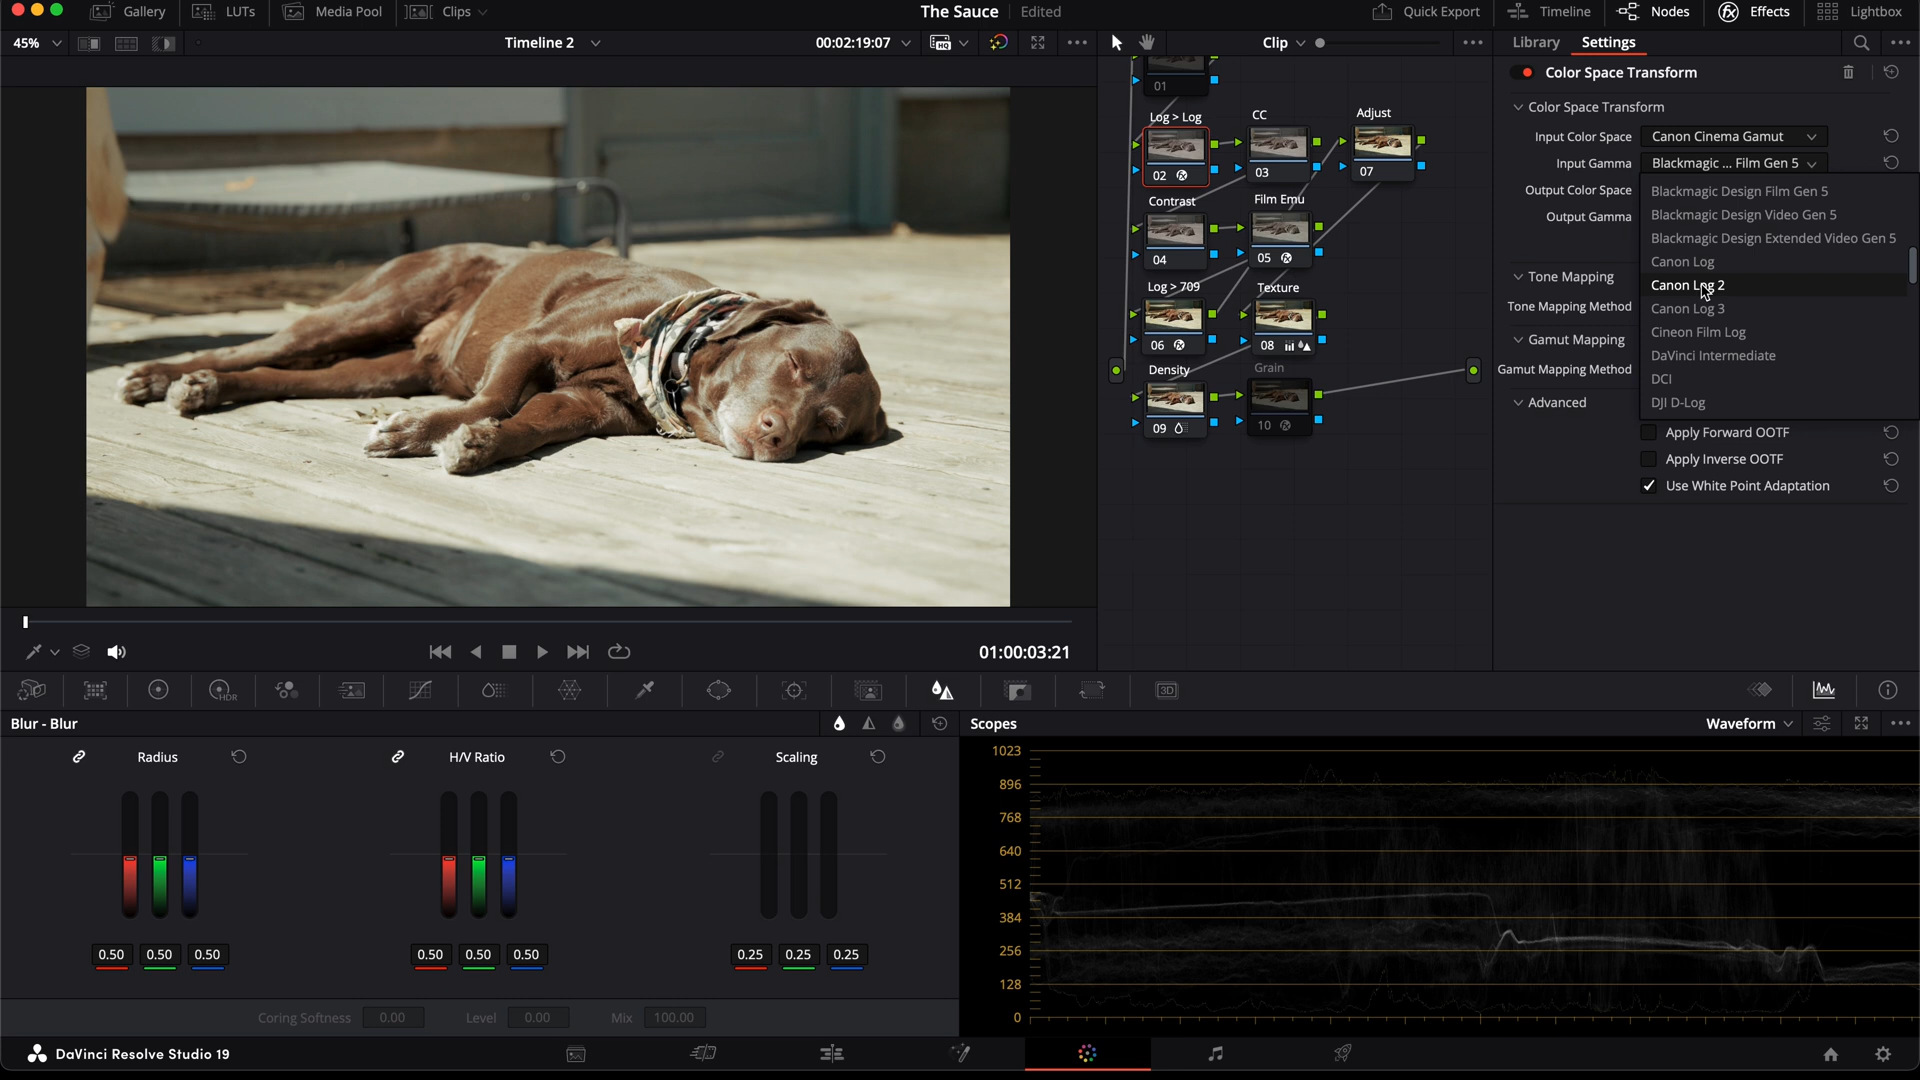 Gallery LUTs Media Pool Clips The Sauce Edited Quick Export Timeline Nodes Effects Lightbox
45% Timeline 2 00:02:19:07 HQ Clip Library Settings
Color Space Transform
Color Space Transform
Input Color Space Canon Cinema Gamut
Input Gamma Blackmagic ... Film Gen 5
Output Color Space
Output Gamma
Blackmagic Design Film Gen 5
Blackmagic Design Video Gen 5
Blackmagic Design Extended Video Gen 5
Canon Log
Canon Log 2
Canon Log 3
Cineon Film Log
DaVinci Intermediate
DCI
DJI D-Log
Tone Mapping
Tone Mapping Method
Gamut Mapping
Gamut Mapping Method
Advanced
Apply Forward OOTF
Apply Inverse OOTF
Use White Point Adaptation
01
Log > Log CC Adjust
02 03 07
Contrast Film Emu
04 05
Log > 709 Texture
06 08
Density Grain
09 10
01:00:03:21
HDR 3D
Blur - Blur
Radius H/V Ratio Scaling
0.50 0.50 0.50 0.50 0.50 0.50 0.25 0.25 0.25
Coring Softness 0.00 Level 0.00 Mix 100.00
Scopes Waveform
1023
896
768
640
512
384
256
128
0
DaVinci Resolve Studio 19